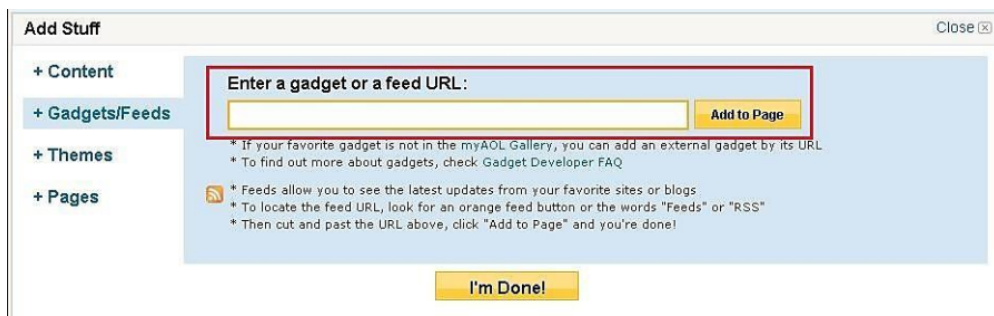 Add Stuff
Close
+ Content
+ Gadgets/Feeds
+ Themes
+ Pages
Enter a gadget or a feed URL:
Add to Page
* If your favorite gadget is not in the myAOL Gallery, you can add an external gadget by its URL
* To find out more about gadgets, check Gadget Developer FAQ
* Feeds allow you to see the latest updates from your favorite sites or blogs
* To locate the feed URL, look for an orange feed button or the words "Feeds" or "RSS"
* Then cut and past the URL above, click "Add to Page" and you're done!
I'm Done!